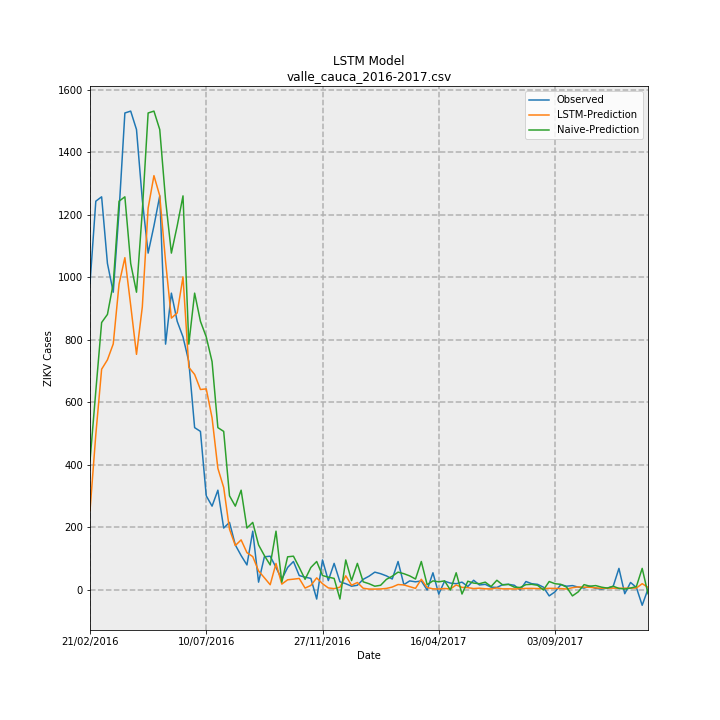 LSTM Model
valle_cauca_2016-2017.csv
Observed
LSTM-Prediction
Naive-Prediction
ZIKV Cases
1600
1400
1200
1000
800
600
400
200
0
21/02/2016
10/07/2016
27/11/2016
16/04/2017
03/09/2017
Date